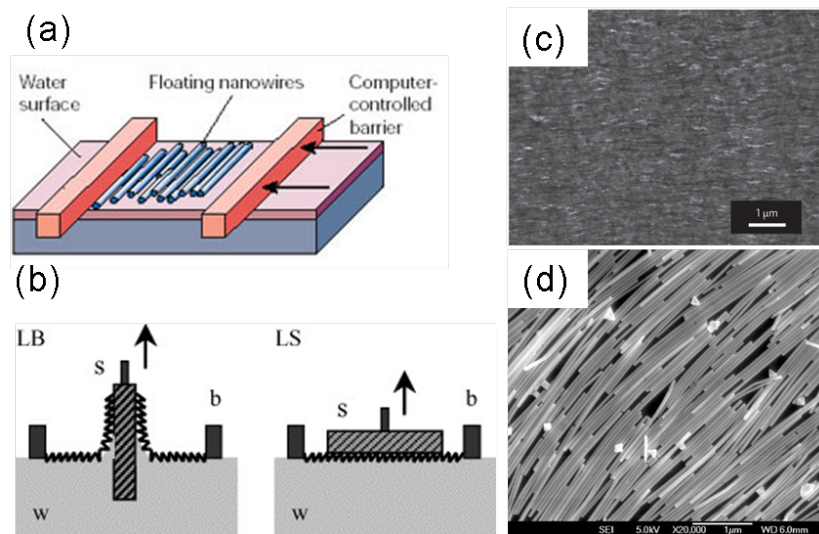 (a)
Water
surface
Floating nanowires
Computer-
controlled
barrier
(b)
LB
s
b
w
LS
s
b
w
(c)
1 µm
(d)
SEI 5.0kV X20,000 1µm WD 6.0mm